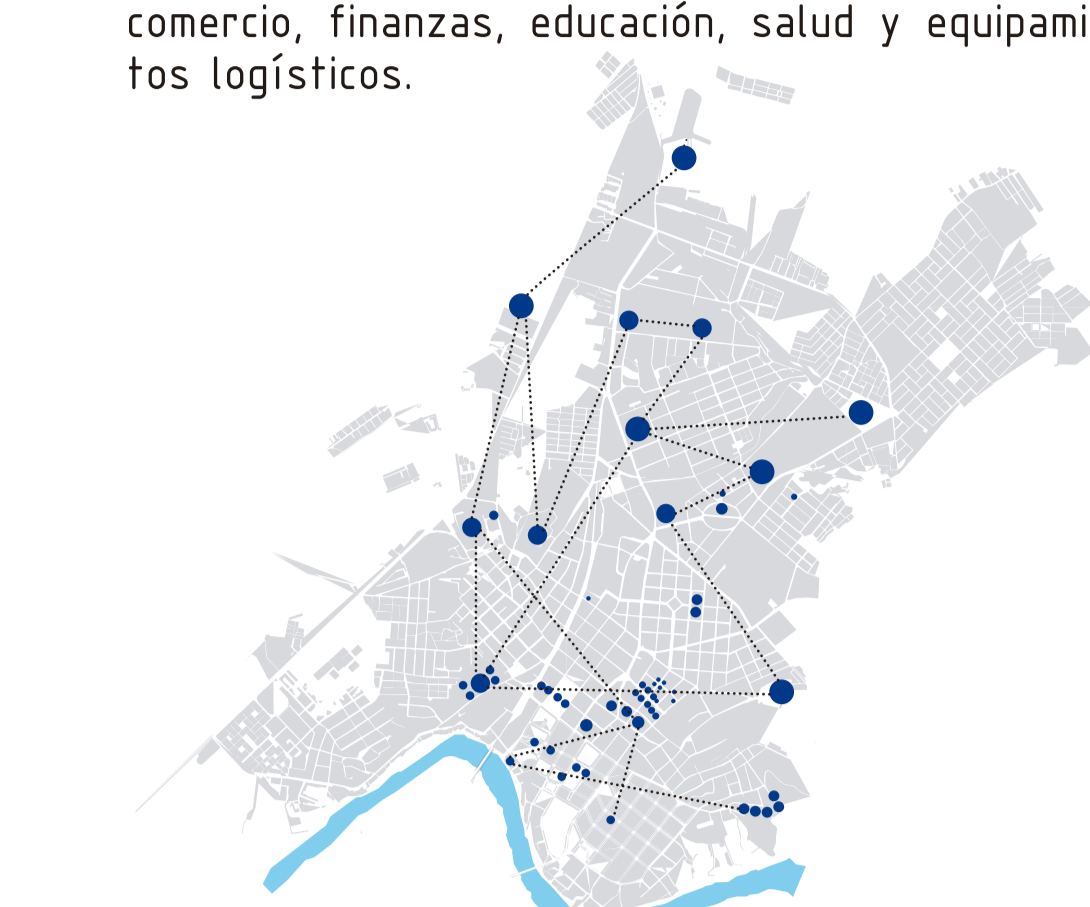 comercio, finanzas, educación, salud y equipami
tos logísticos.